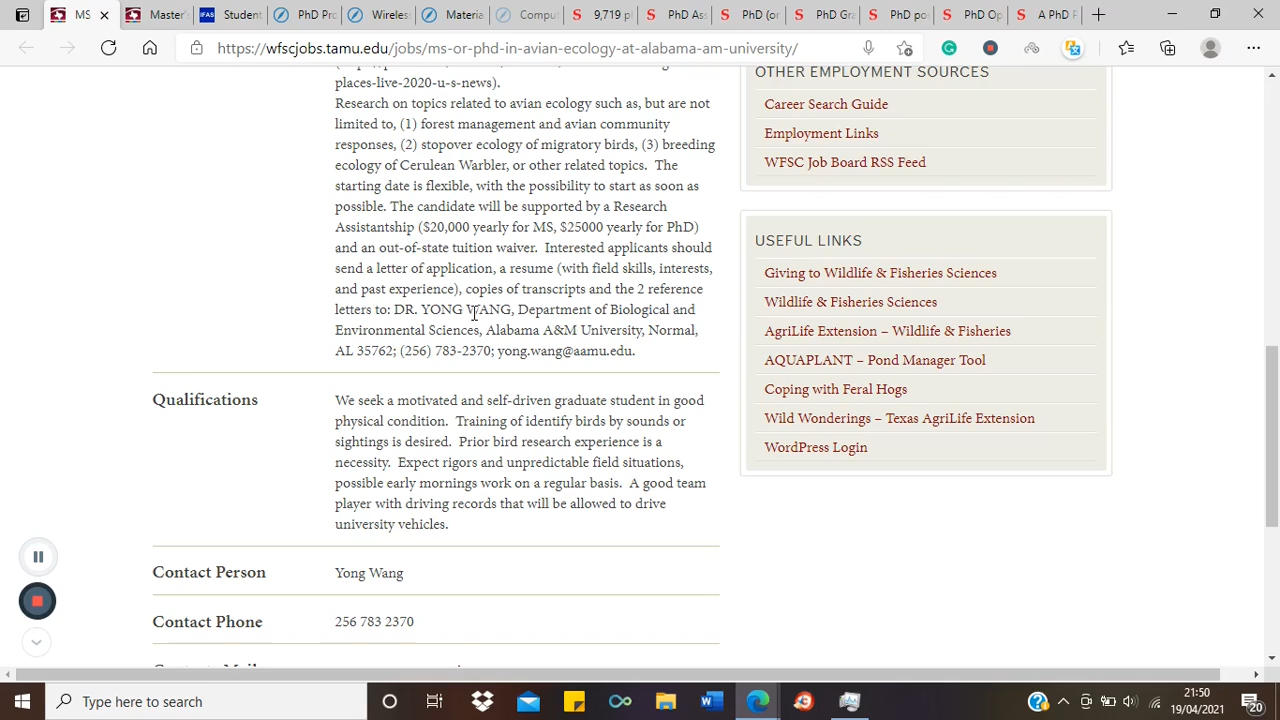 MS
Master's
IFAS Student
PhD Pro
Wireless
Materi
Compu
S 9,719 p
S PhD Ass
S PhD for
S PhD Gra
S PhD po
S PhD Op
S A PhD P
https://wfscjobs.tamu.edu/jobs/ms-or-phd-in-avian-ecology-at-alabama-am-university/
places-live-2020-u-s-news).
Research on topics related to avian ecology such as, but are not
limited to, (1) forest management and avian community
responses, (2) stopover ecology of migratory birds, (3) breeding
ecology of Cerulean Warbler, or other related topics. The
starting date is flexible, with the possibility to start as soon as
possible. The candidate will be supported by a Research
Assistantship ($20,000 yearly for MS, $25000 yearly for PhD)
and an out-of-state tuition waiver. Interested applicants should
send a letter of application, a resume (with field skills, interests,
and past experience), copies of transcripts and the 2 reference
letters to: DR. YONG WANG, Department of Biological and
Environmental Sciences, Alabama A&M University, Normal,
AL 35762; (256) 783-2370; yong.wang@aamu.edu.
Qualifications
We seek a motivated and self-driven graduate student in good
physical condition. Training of identify birds by sounds or
sightings is desired. Prior bird research experience is a
necessity. Expect rigors and unpredictable field situations,
possible early mornings work on a regular basis. A good team
player with driving records that will be allowed to drive
university vehicles.
Contact Person
Yong Wang
Contact Phone
256 783 2370
OTHER EMPLOYMENT SOURCES
Career Search Guide
Employment Links
WFSC Job Board RSS Feed
USEFUL LINKS
Giving to Wildlife & Fisheries Sciences
Wildlife & Fisheries Sciences
AgriLife Extension – Wildlife & Fisheries
AQUAPLANT – Pond Manager Tool
Coping with Feral Hogs
Wild Wonderings – Texas AgriLife Extension
WordPress Login
Type here to search
21:50
19/04/2021
20